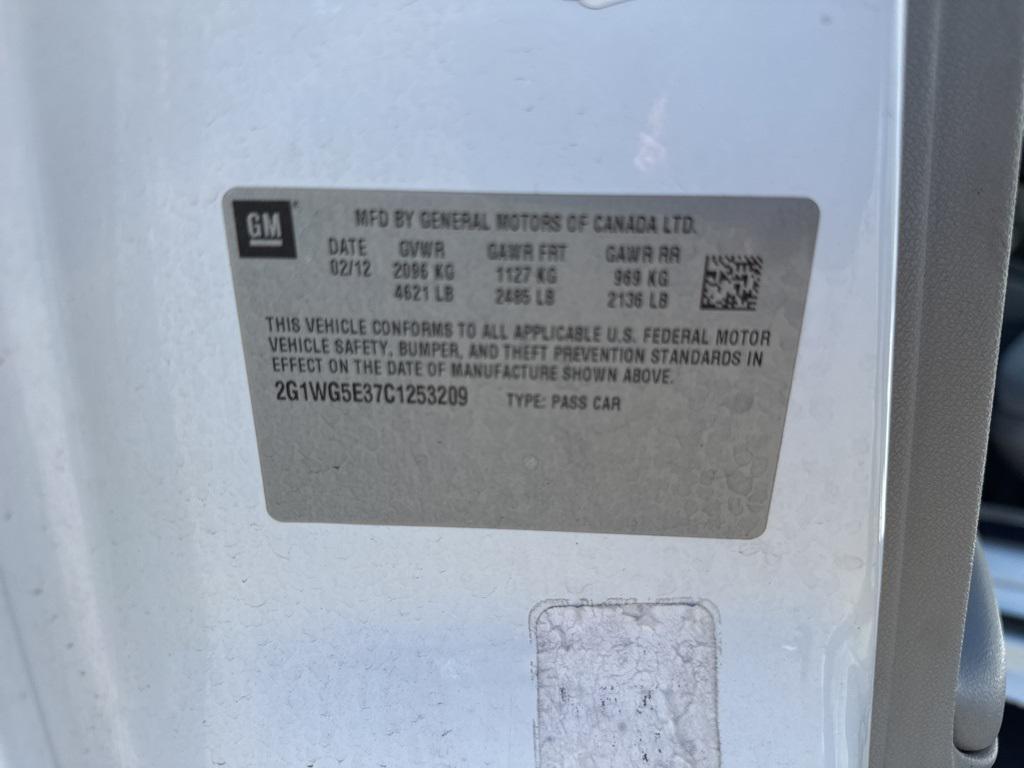 GM
MFD BY GENERAL MOTORS OF CANADA LTD.
DATE GVWR GAWR FRT GAWR RR
02/12 2096 KG 1127 KG 969 KG
4621 LB 2485 LB 2136 LB
THIS VEHICLE CONFORMS TO ALL APPLICABLE U.S. FEDERAL MOTOR
VEHICLE SAFETY, BUMPER, AND THEFT PREVENTION STANDARDS IN
EFFECT ON THE DATE OF MANUFACTURE SHOWN ABOVE.
2G1WG5E37C1253209 TYPE: PASS CAR